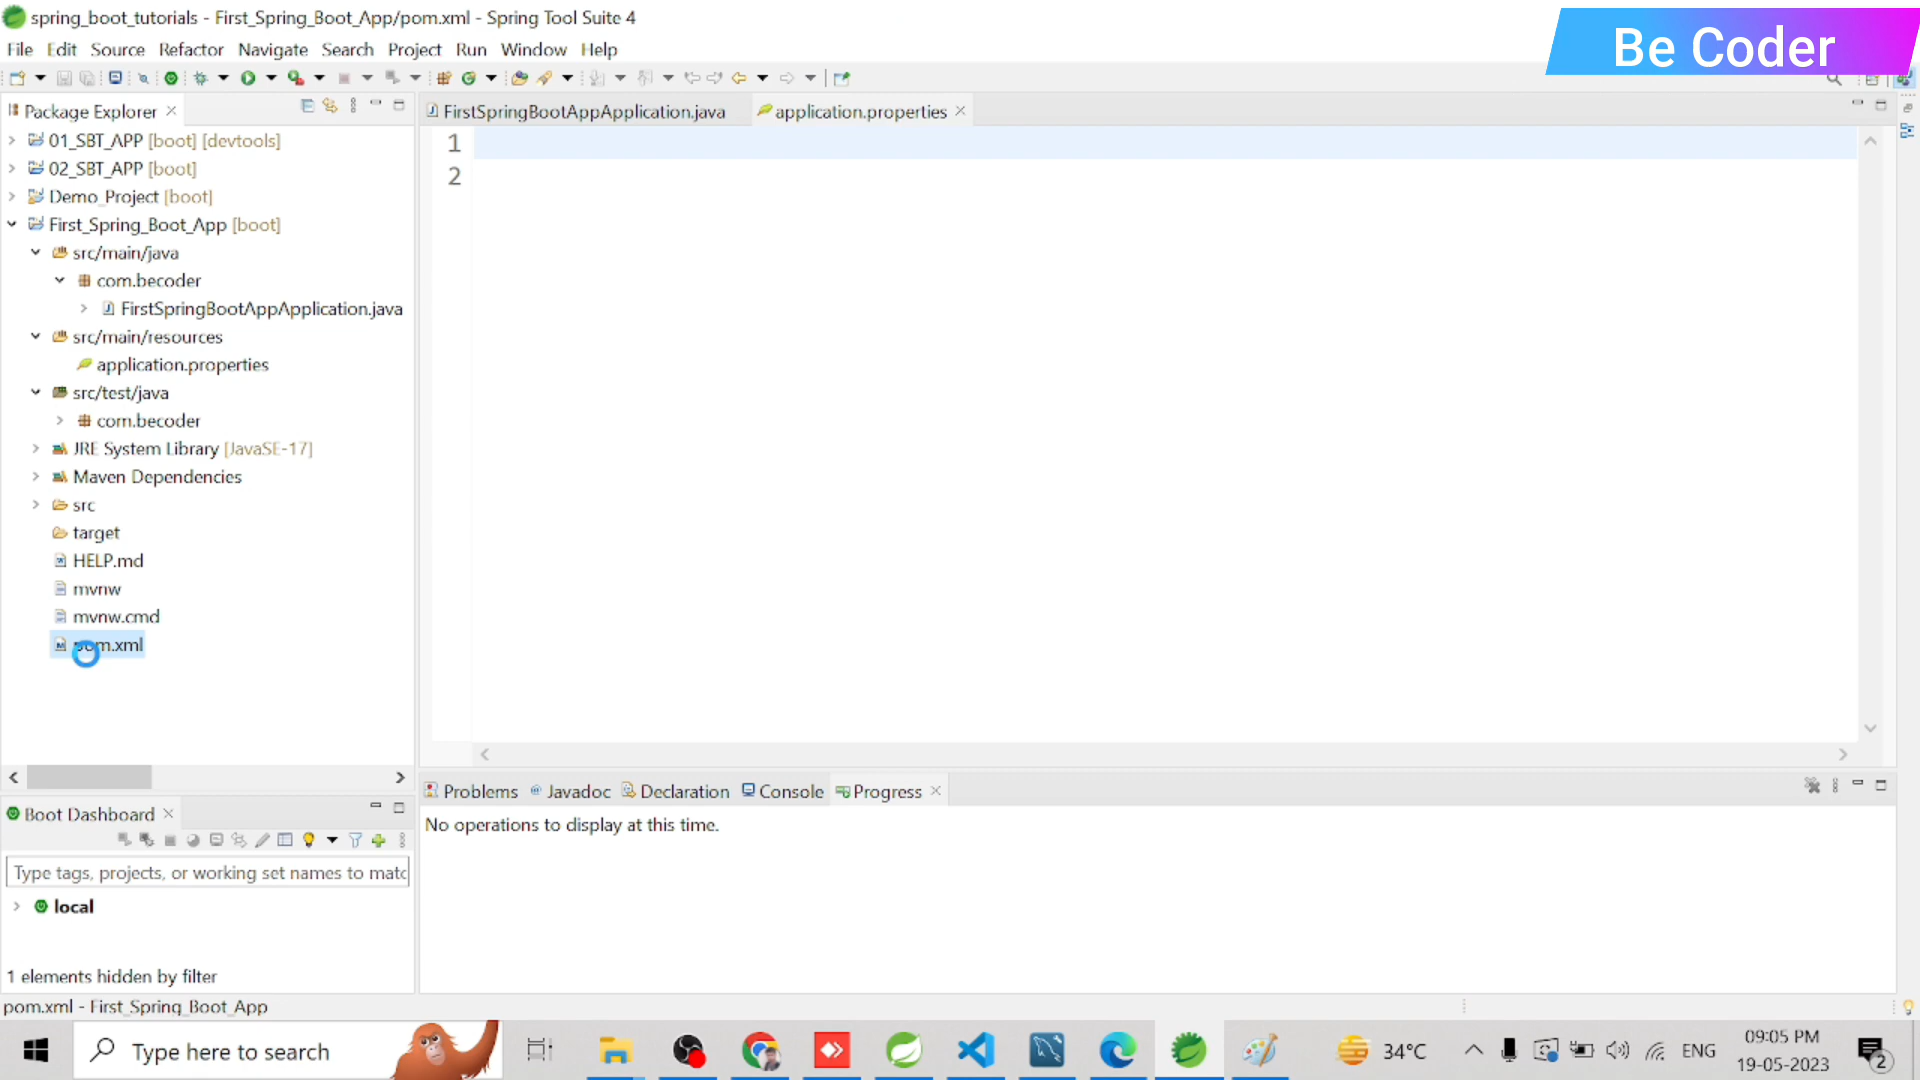 spring_boot_tutorials - First_Spring_Boot_App/pom.xml - Spring Tool Suite 4
File Edit Source Refactor Navigate Search Project Run Window Help
Be Coder
Package Explorer
FirstSpringBootAppApplication.java
application.properties
01_SBT_APP [boot] [devtools]
02_SBT_APP [boot]
Demo_Project [boot]
First_Spring_Boot_App [boot]
src/main/java
com.becoder
FirstSpringBootAppApplication.java
src/main/resources
application.properties
src/test/java
com.becoder
JRE System Library [JavaSE-17]
Maven Dependencies
src
target
HELP.md
mvnw
mvnw.cmd
pom.xml
1
2
Problems Javadoc Declaration Console Progress
No operations to display at this time.
Boot Dashboard
Type tags, projects, or working set names to matc
local
1 elements hidden by filter
pom.xml - First_Spring_Boot_App
Type here to search
34°C
ENG
09:05 PM
19-05-2023
2